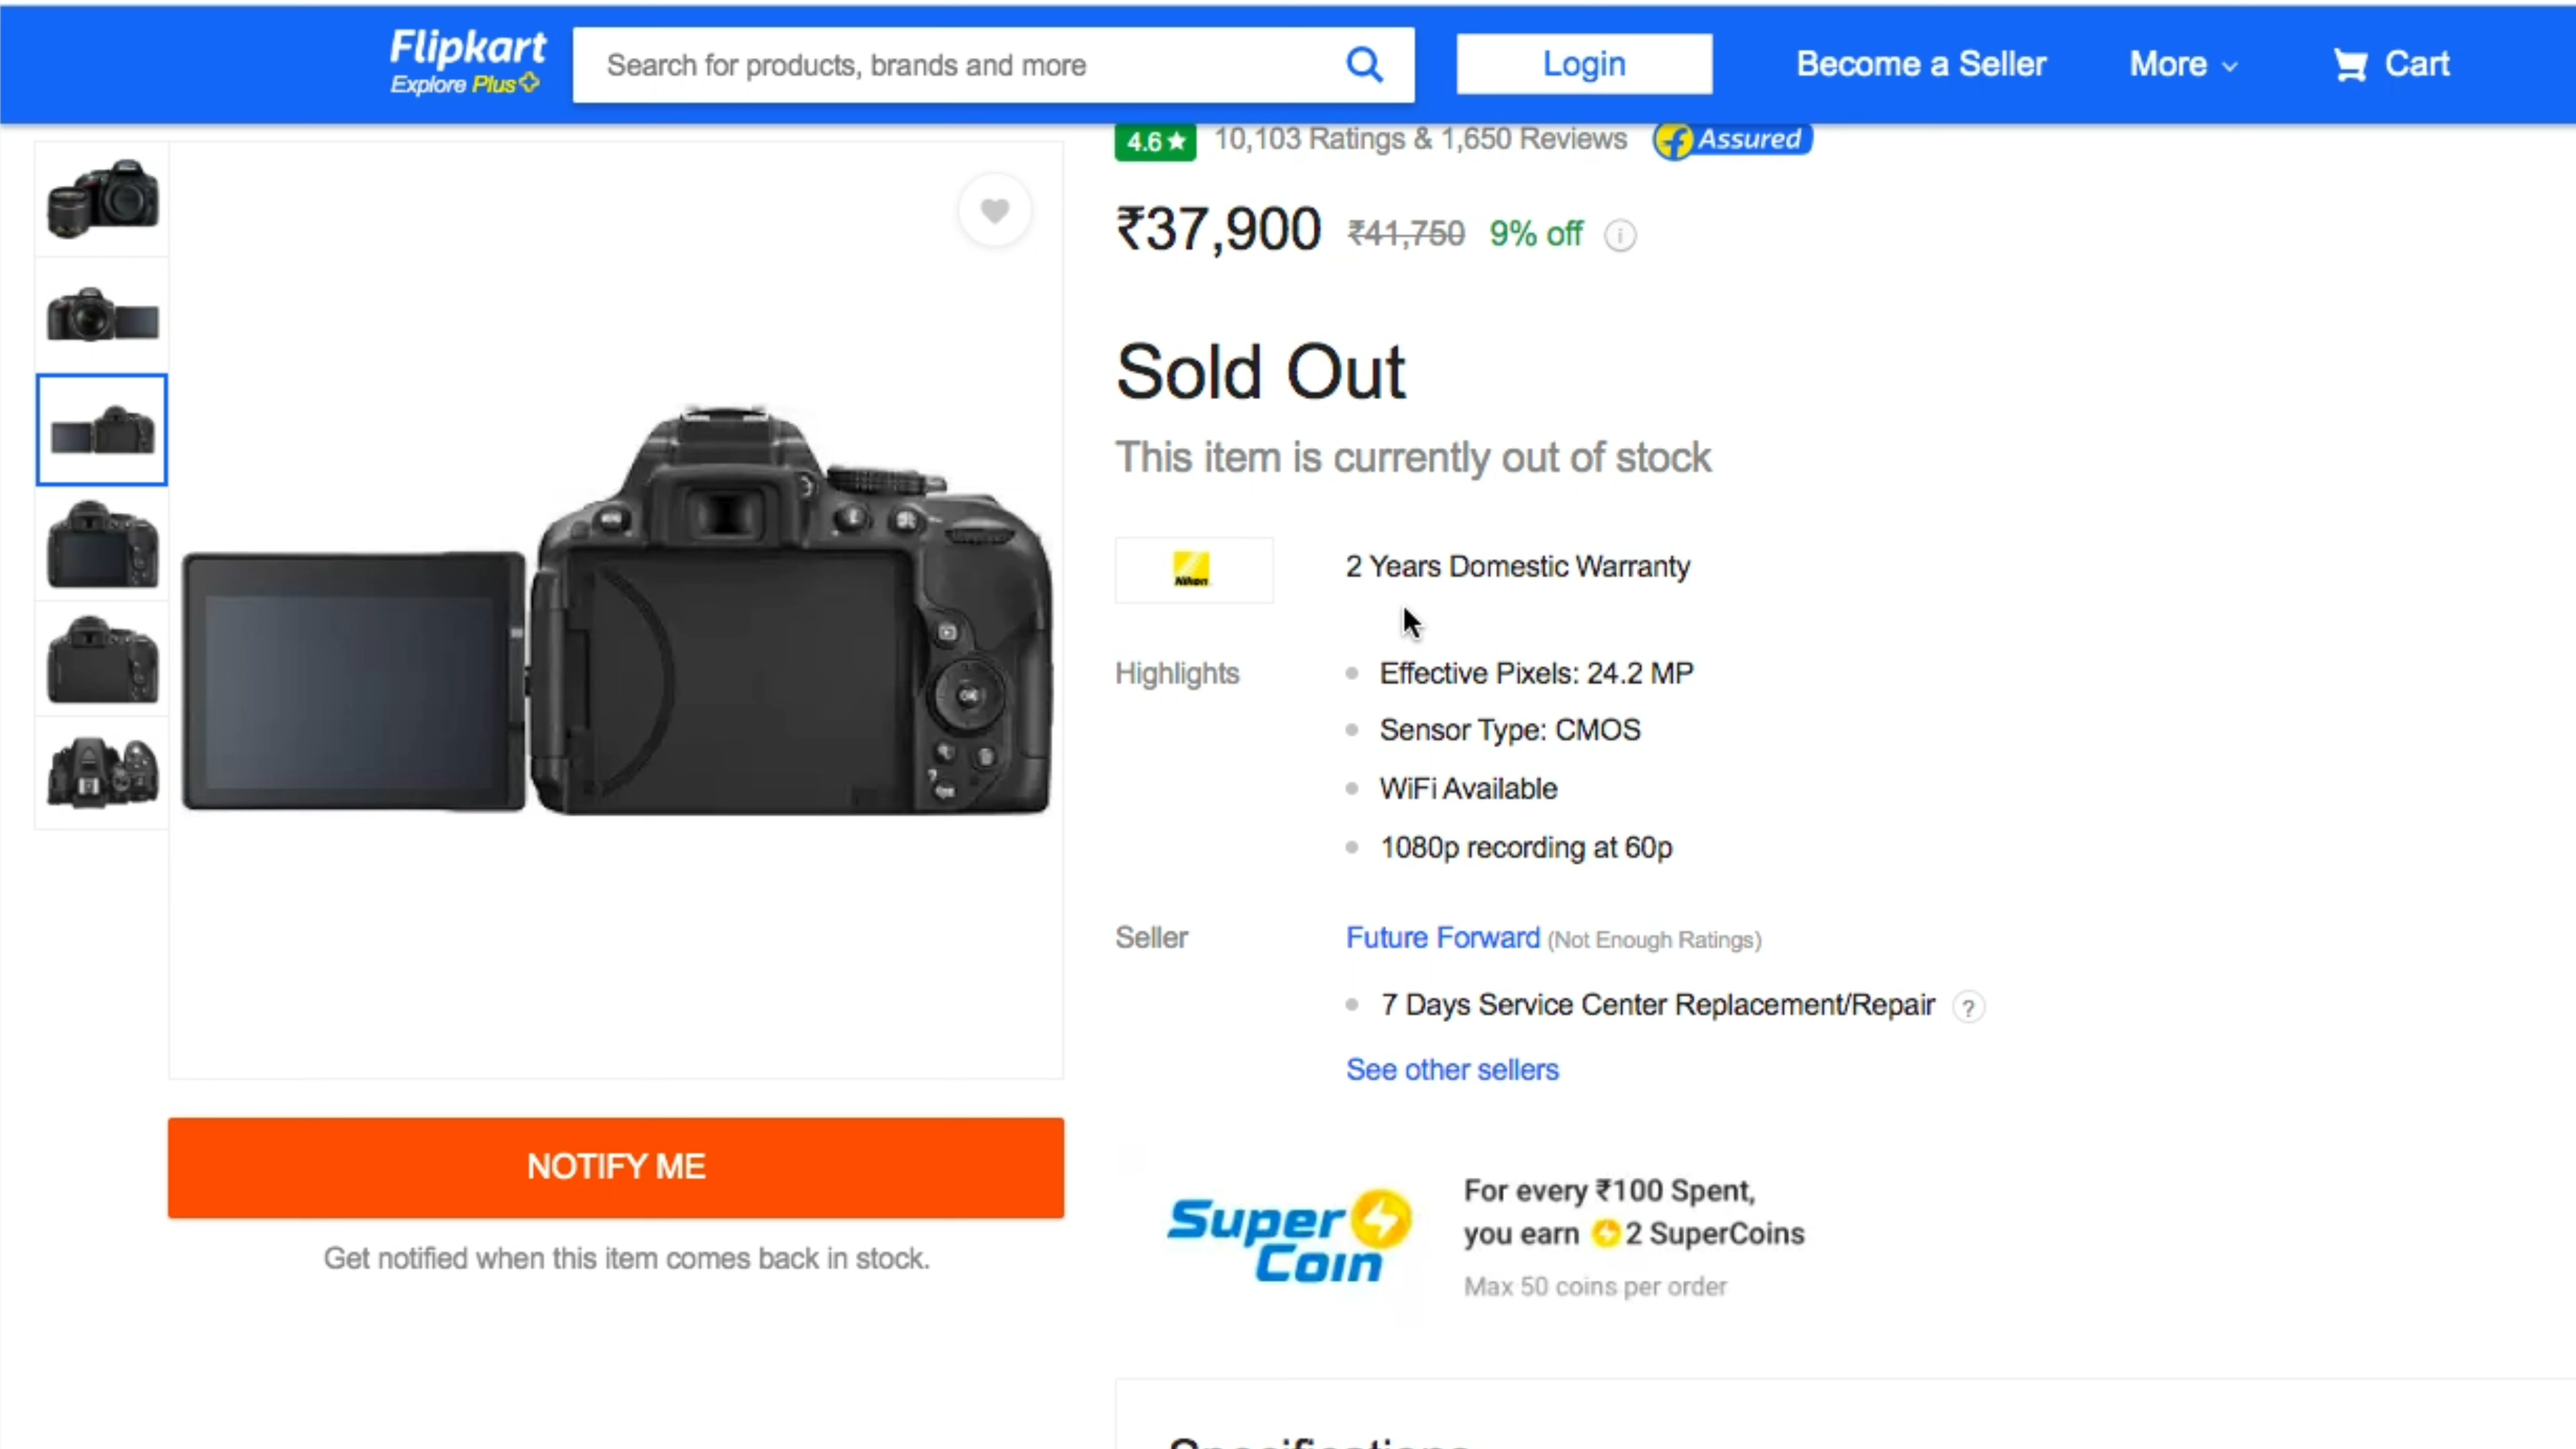 Flipkart
Explore Plus
Search for products, brands and more
Login
Become a Seller
More
Cart
4.6★ 10,103 Ratings & 1,650 Reviews
Assured
₹37,900 ₹41,750 9% off
Sold Out
This item is currently out of stock
Nikon
2 Years Domestic Warranty
Highlights
Effective Pixels: 24.2 MP
Sensor Type: CMOS
WiFi Available
1080p recording at 60p
Seller
Future Forward (Not Enough Ratings)
7 Days Service Center Replacement/Repair ?
See other sellers
NOTIFY ME
Get notified when this item comes back in stock.
Super
Coin
For every ₹100 Spent,
you earn 2 SuperCoins
Max 50 coins per order
Specifications